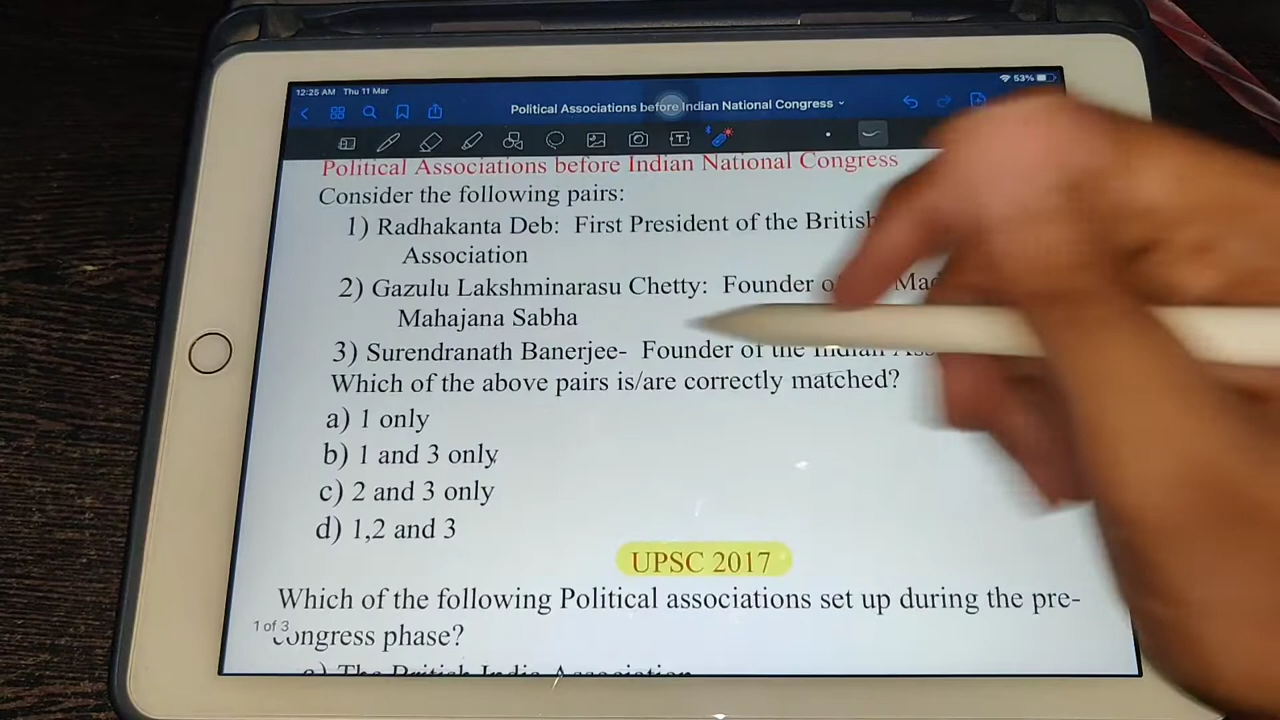 12:25 AM Thu 11 Mar
53%
Political Associations before Indian National Congress
Political Associations before Indian National Congress
Consider the following pairs:
1) Radhakanta Deb: First President of the British
Association
2) Gazulu Lakshminarasu Chetty: Founder
Mahajana Sabha
3) Surendranath Banerjee- Founder of the Indian
Which of the above pairs is/are correctly matched?
a) 1 only
b) 1 and 3 only
c) 2 and 3 only
d) 1,2 and 3
UPSC 2017
Which of the following Political associations set up during the pre-
1 of 3
congress phase?
a) The British India Association